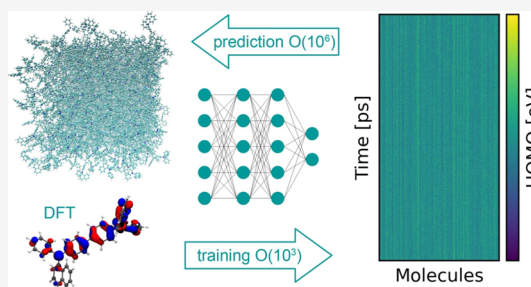 prediction O(10⁶)
DFT
training O(10³)
Time [ps]
Molecules
HOMO [eV]